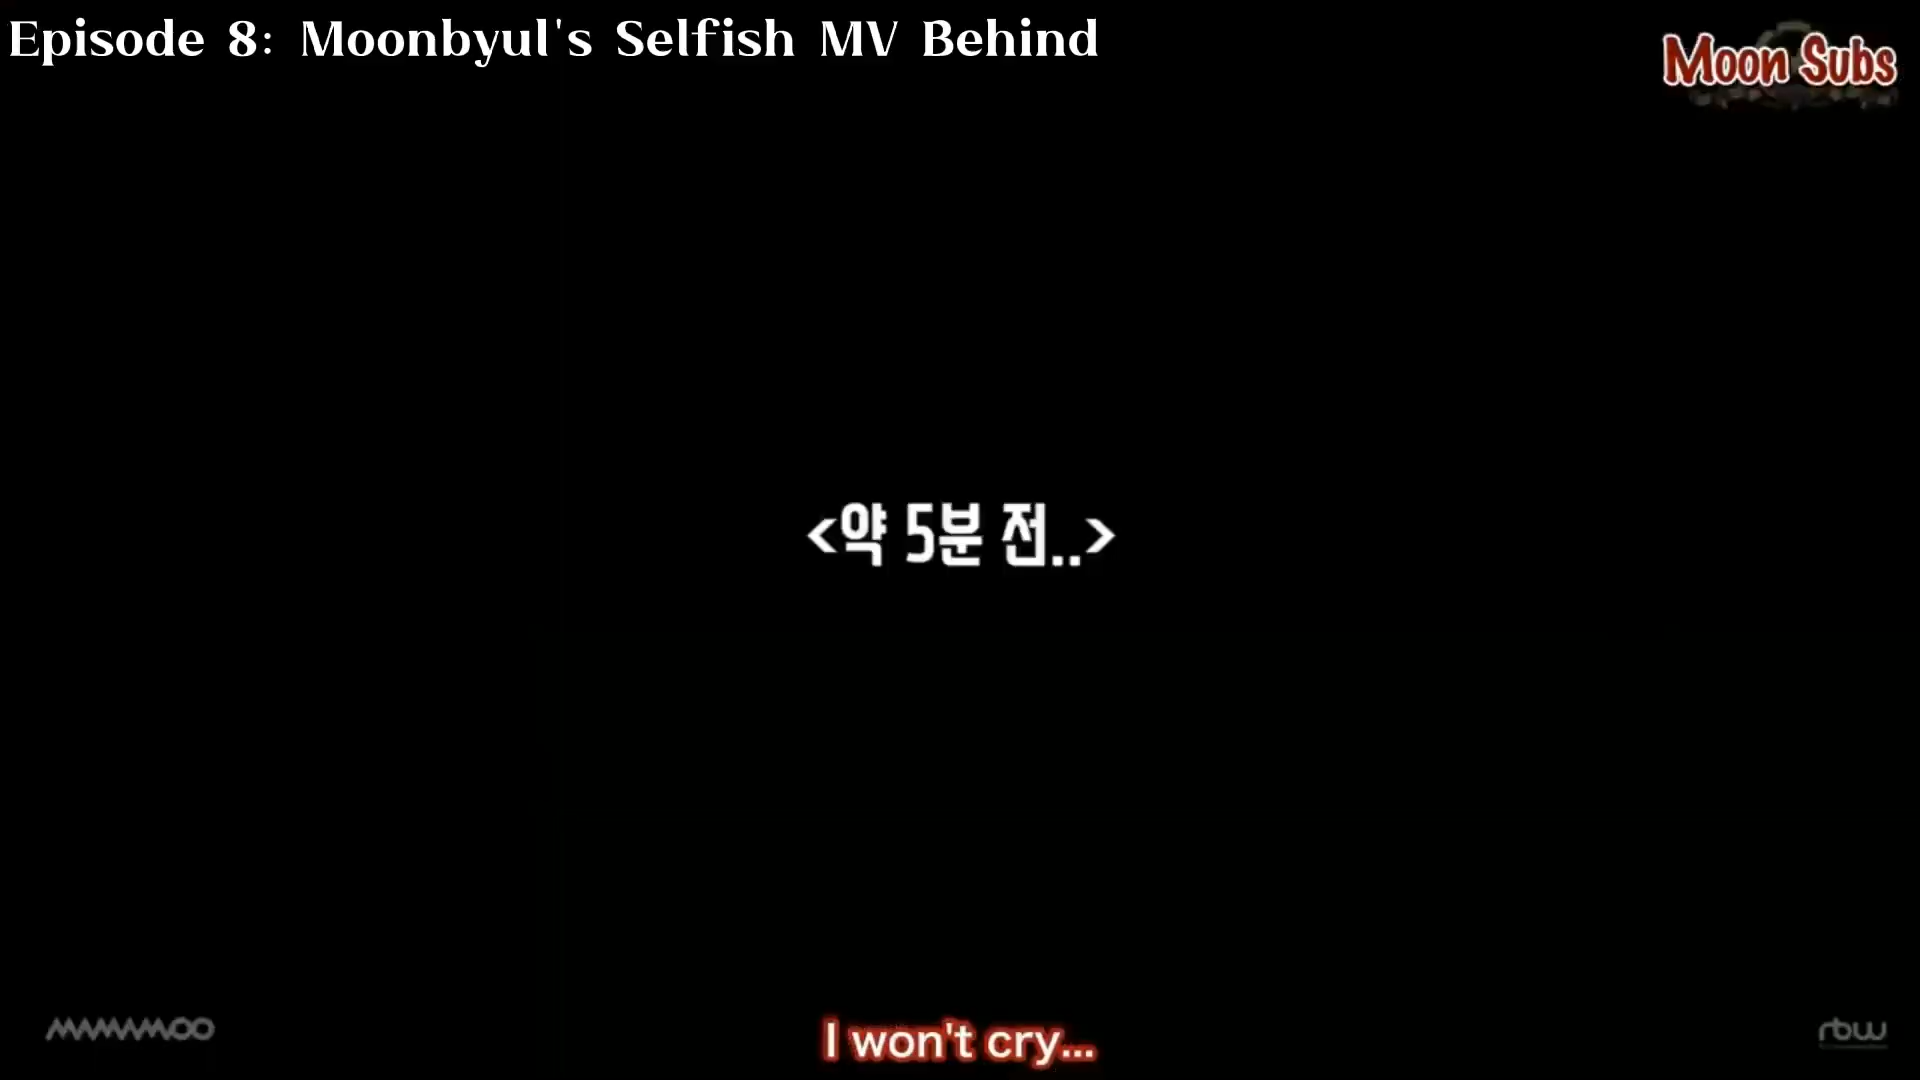 Episode 8: Moonbyul's Selfish MV Behind
Moon Subs
<약 5분 전..>
MAMAMOO
I won't cry...
rbw